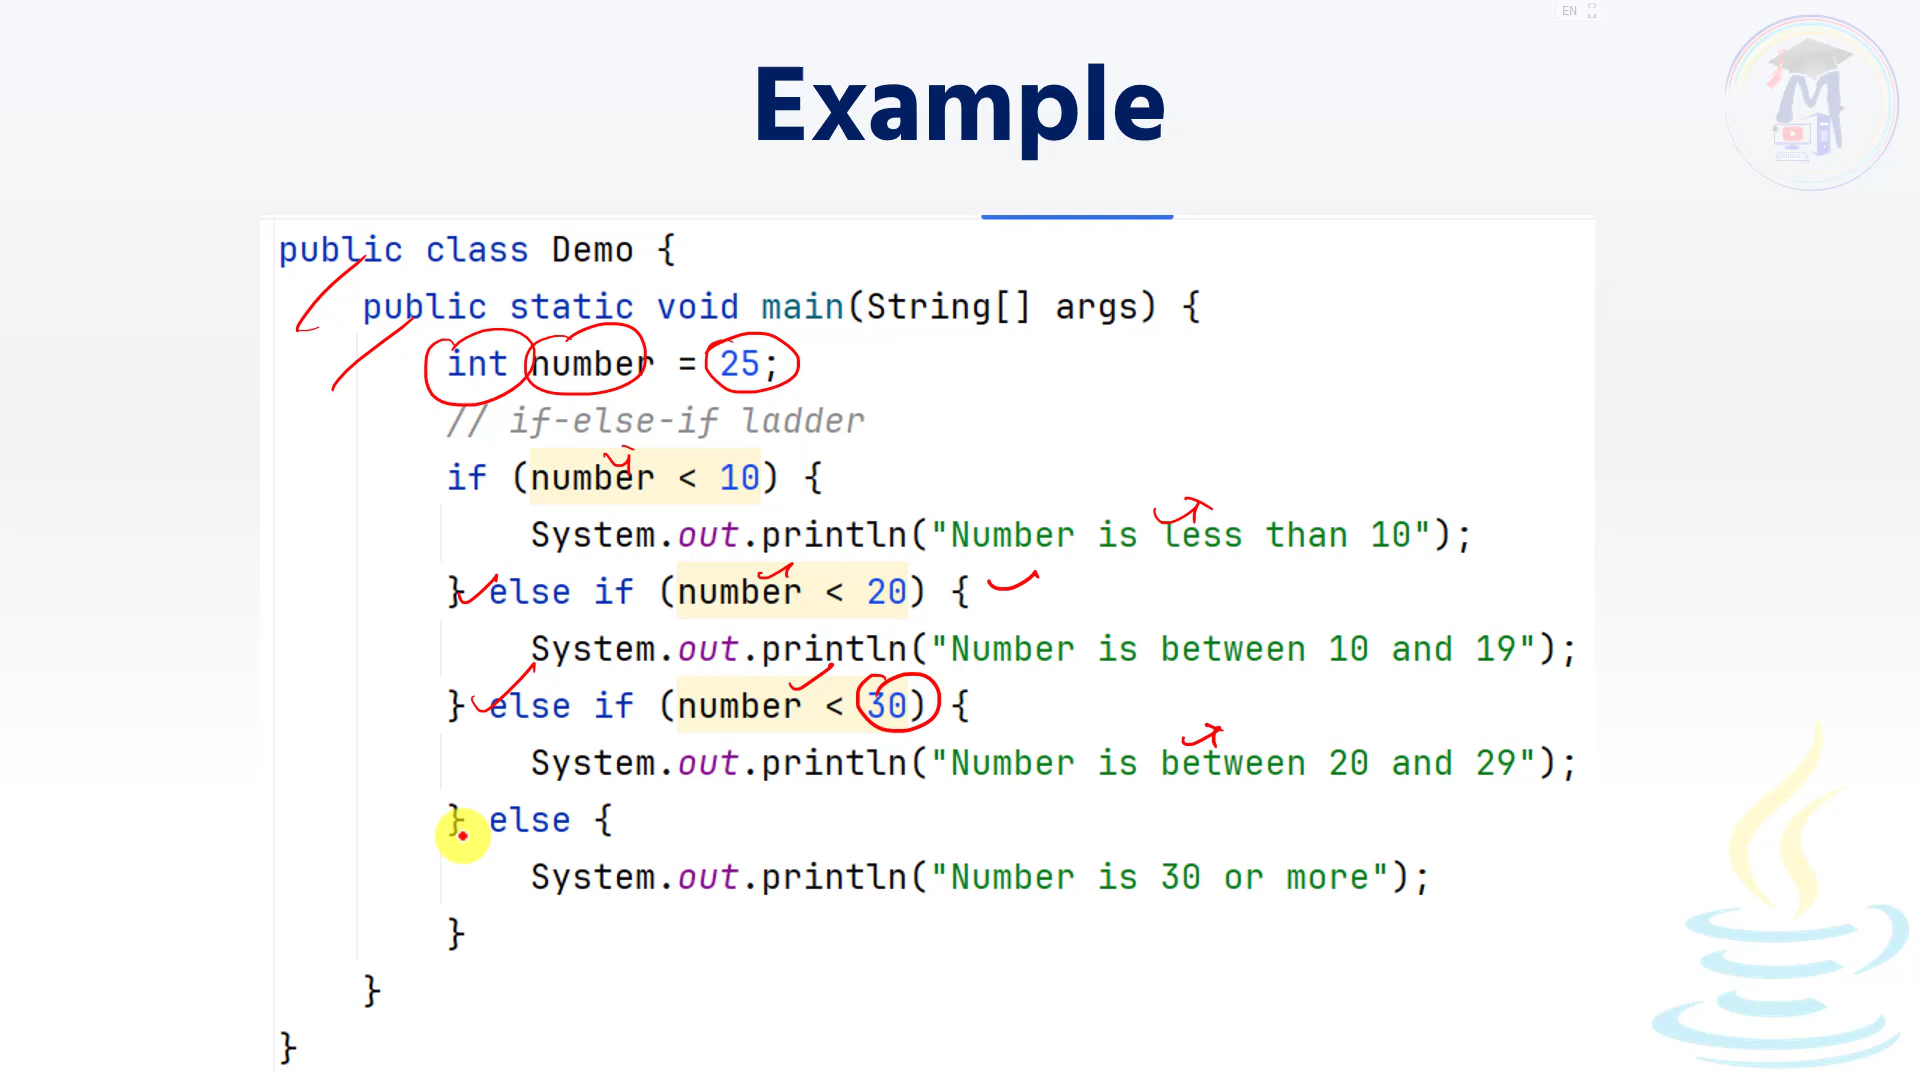 EN
Example
public class Demo {
public static void main(String[] args) {
int number = 25;
// if-else-if ladder
if (number < 10) {
System.out.println("Number is less than 10");
} else if (number < 20) {
System.out.println("Number is between 10 and 19");
} else if (number < 30) {
System.out.println("Number is between 20 and 29");
} else {
System.out.println("Number is 30 or more");
}
}
}